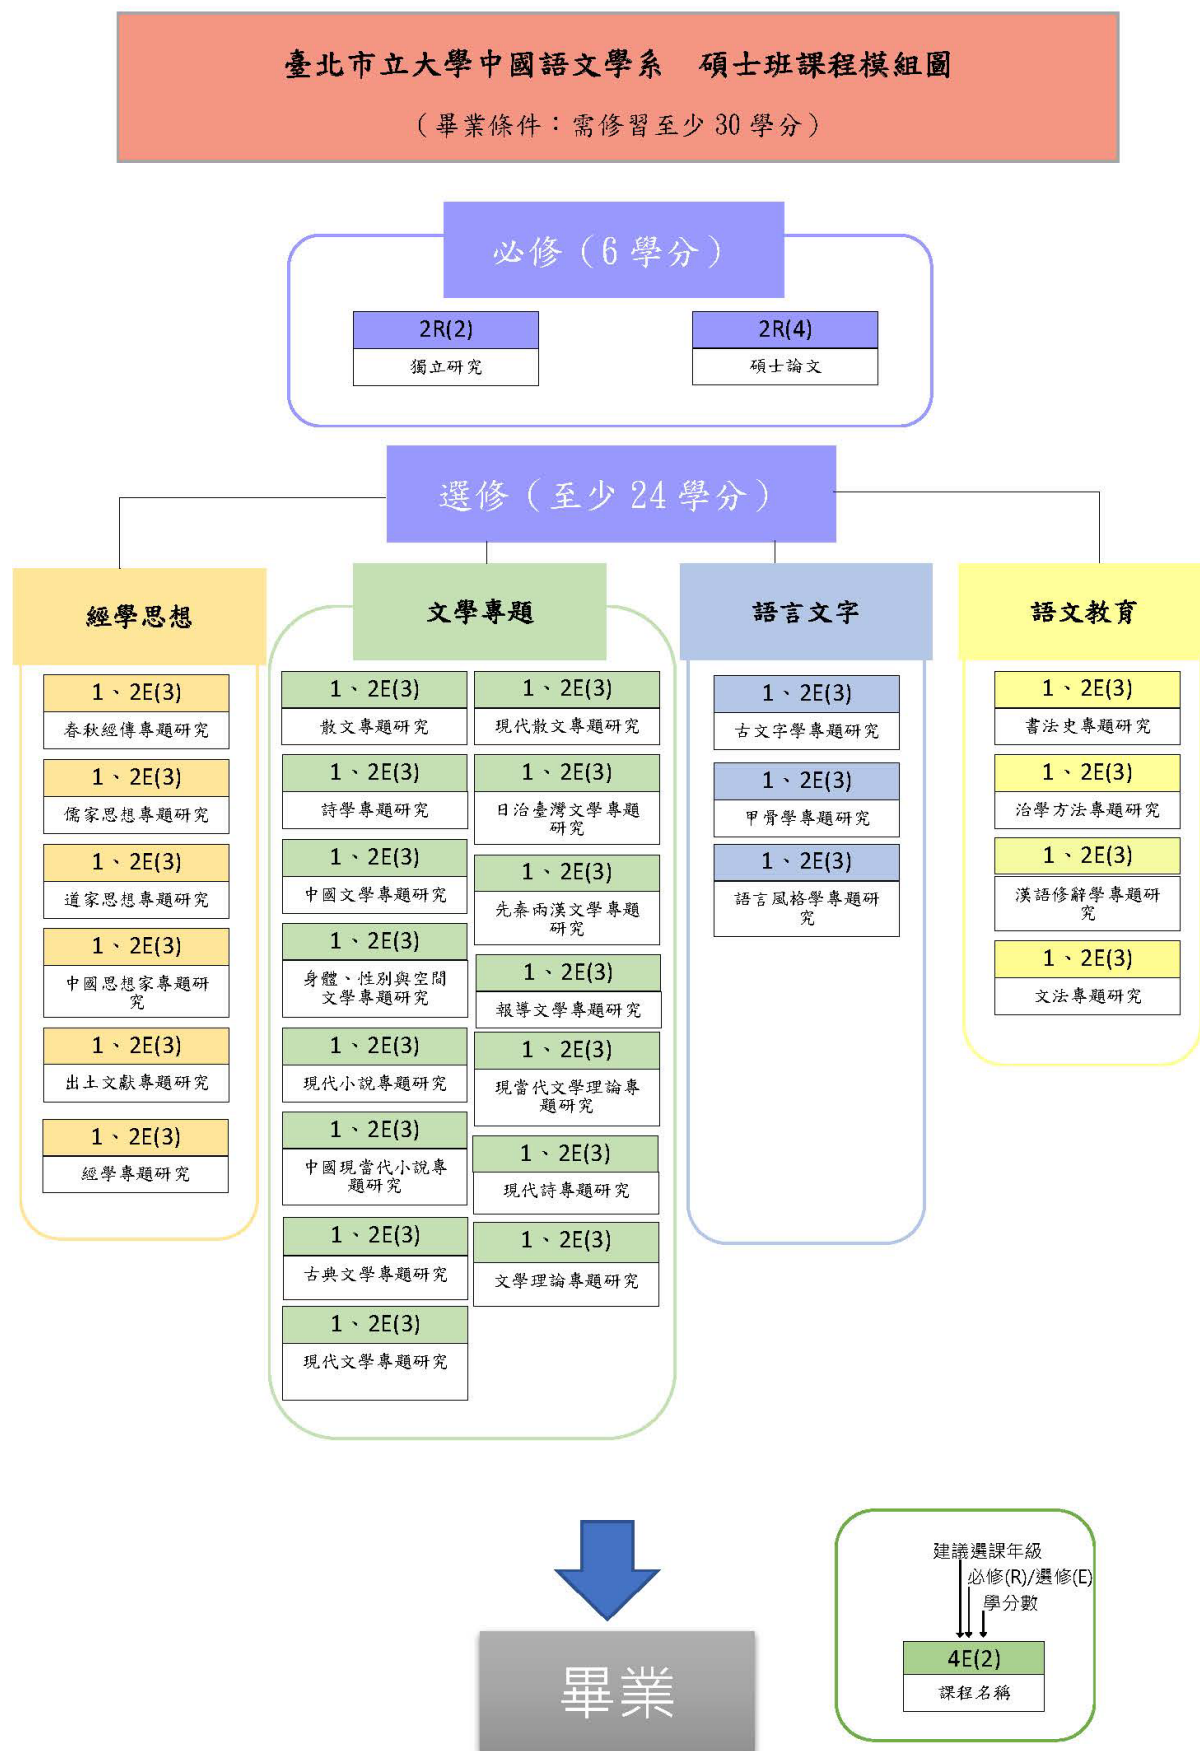 臺北市立大學中國語文學系　碩士班課程模組圖
（畢業條件：需修習至少 30 學分）
必修（6 學分）
2R(2)
獨立研究
2R(4)
碩士論文
選修（至少 24 學分）
經學思想
1、2E(3)
春秋經傳專題研究
1、2E(3)
儒家思想專題研究
1、2E(3)
道家思想專題研究
1、2E(3)
中國思想家專題研
究
1、2E(3)
出土文獻專題研究
1、2E(3)
經學專題研究
文學專題
1、2E(3)
散文專題研究
1、2E(3)
詩學專題研究
1、2E(3)
中國文學專題研究
1、2E(3)
身體、性別與空間
文學專題研究
1、2E(3)
現代小說專題研究
1、2E(3)
中國現當代小說專
題研究
1、2E(3)
古典文學專題研究
1、2E(3)
現代文學專題研究
1、2E(3)
現代散文專題研究
1、2E(3)
日治臺灣文學專題
研究
1、2E(3)
先秦兩漢文學專題
研究
1、2E(3)
報導文學專題研究
1、2E(3)
現當代文學理論專
題研究
1、2E(3)
現代詩專題研究
1、2E(3)
文學理論專題研究
語言文字
1、2E(3)
古文字學專題研究
1、2E(3)
甲骨學專題研究
1、2E(3)
語言風格學專題研
究
語文教育
1、2E(3)
書法史專題研究
1、2E(3)
治學方法專題研究
1、2E(3)
漢語修辭學專題研
究
1、2E(3)
文法專題研究
畢業
建議選課年級
必修(R)/選修(E)
學分數
4E(2)
課程名稱